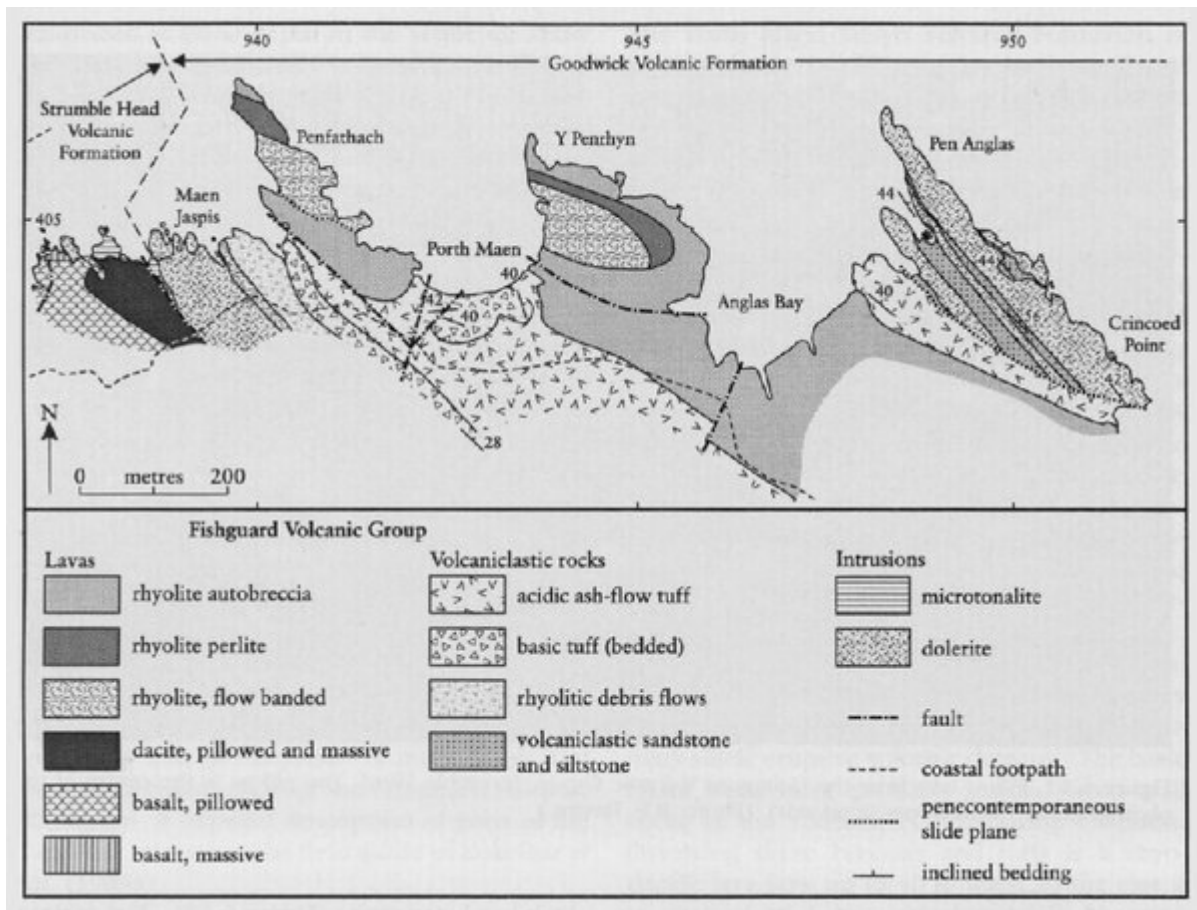 940
945
950
Goodwick Volcanic Formation
Strumble Head
Volcanic
Formation
Penfathach
Y Penrhyn
Pen Anglas
Maen
Jaspis
405
44
Porth Maen
40
44
42
40
40
Anglas Bay
Crincoed
Point
42
28
N
0 metres 200
Fishguard Volcanic Group
Lavas
rhyolite autobreccia
rhyolite perlite
rhyolite, flow banded
dacite, pillowed and massive
basalt, pillowed
basalt, massive
Volcaniclastic rocks
acidic ash-flow tuff
basic tuff (bedded)
rhyolitic debris flows
volcaniclastic sandstone
and siltstone
Intrusions
microtonalite
dolerite
fault
coastal footpath
penecontemporaneous
slide plane
inclined bedding